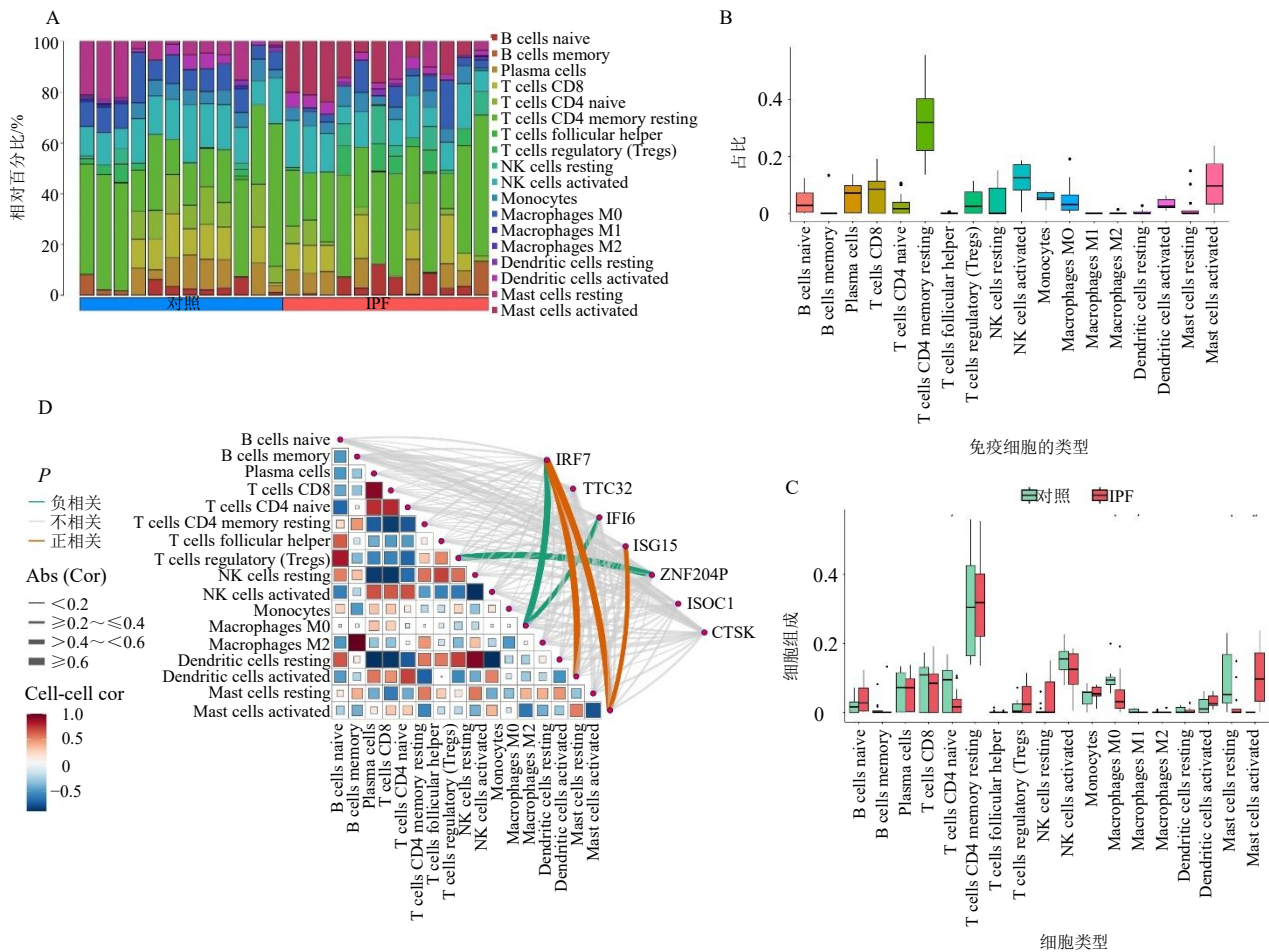 A
100
80
60
40
20
0
相对百分比/%
对照
IPF
B cells naive
B cells memory
Plasma cells
T cells CD8
T cells CD4 naive
T cells CD4 memory resting
T cells follicular helper
T cells regulatory (Tregs)
NK cells resting
NK cells activated
Monocytes
Macrophages M0
Macrophages M1
Macrophages M2
Dendritic cells resting
Dendritic cells activated
Mast cells resting
Mast cells activated
B
0.4
0.2
0
占比
B cells naive
B cells memory
Plasma cells
T cells CD8
T cells CD4 naive
T cells CD4 memory resting
T cells follicular helper
T cells regulatory (Tregs)
NK cells resting
NK cells activated
Monocytes
Macrophages MO
Macrophages M1
Macrophages M2
Dendritic cells resting
Dendritic cells activated
Mast cells resting
Mast cells activated
免疫细胞的类型
D
P
负相关
不相关
正相关
Abs (Cor)
<0.2
≥0.2～≤0.4
>0.4～<0.6
≥0.6
Cell-cell cor
1.0
0.5
0
−0.5
B cells naive
B cells memory
Plasma cells
T cells CD8
T cells CD4 naive
T cells CD4 memory resting
T cells follicular helper
T cells regulatory (Tregs)
NK cells resting
NK cells activated
Monocytes
Macrophages M0
Macrophages M2
Dendritic cells resting
Dendritic cells activated
Mast cells resting
Mast cells activated
IRF7
TTC32
IFI6
ISG15
ZNF204P
ISOC1
CTSK
B cells naive
B cells memory
Plasma cells
T cells CD8
T cells CD4 naive
T cells CD4 memory resting
T cells follicular helper
T cells regulatory (Tregs)
NK cells resting
NK cells activated
Monocytes
Macrophages M0
Macrophages M2
Dendritic cells resting
Dendritic cells activated
Mast cells resting
Mast cells activated
C
对照
IPF
0.4
0.2
0
细胞组成
B cells naive
B cells memory
Plasma cells
T cells CD8
T cells CD4 naive
T cells CD4 memory resting
T cells follicular helper
T cells regulatory (Tregs)
NK cells resting
NK cells activated
Monocytes
Macrophages M0
Macrophages M1
Macrophages M2
Dendritic cells resting
Dendritic cells activated
Mast cells resting
Mast cells activated
细胞类型